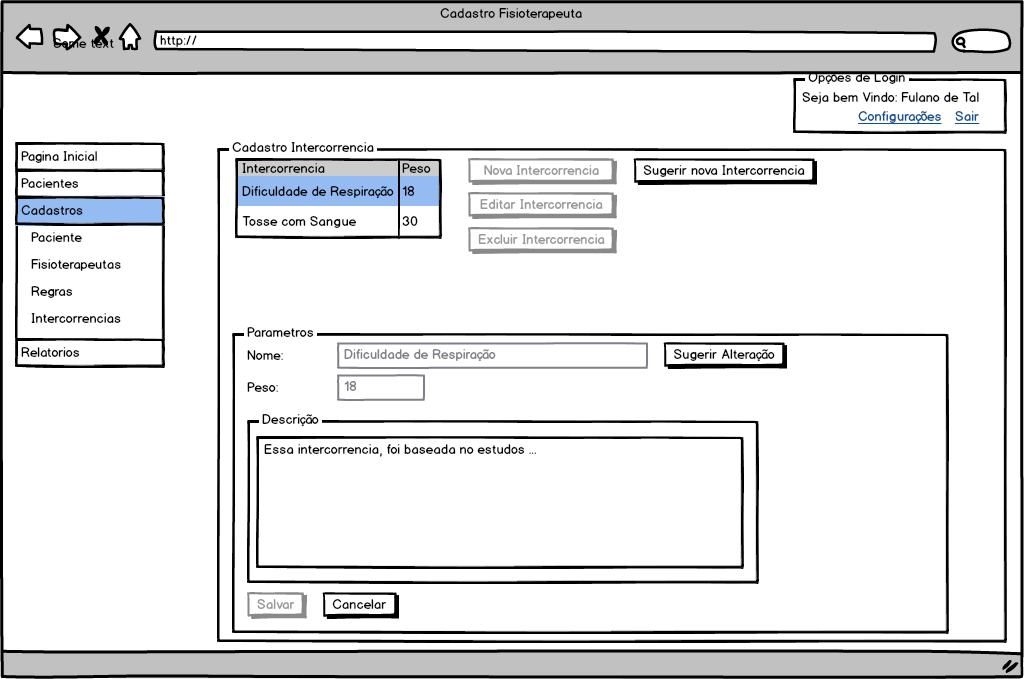 Cadastro Fisioterapeuta
Some text
http://
Opções de Login
Seja bem Vindo: Fulano de Tal
Configurações Sair
Pagina Inicial
Pacientes
Cadastros
Paciente
Fisioterapeutas
Regras
Intercorrencias
Relatorios
Cadastro Intercorrencia
Intercorrencia Peso
Dificuldade de Respiração 18
Tosse com Sangue 30
Nova Intercorrencia
Editar Intercorrencia
Excluir Intercorrencia
Sugerir nova Intercorrencia
Parametros
Nome: Dificuldade de Respiração Sugerir Alteração
Peso: 18
Descrição
Essa intercorrencia, foi baseada no estudos ...
Salvar Cancelar